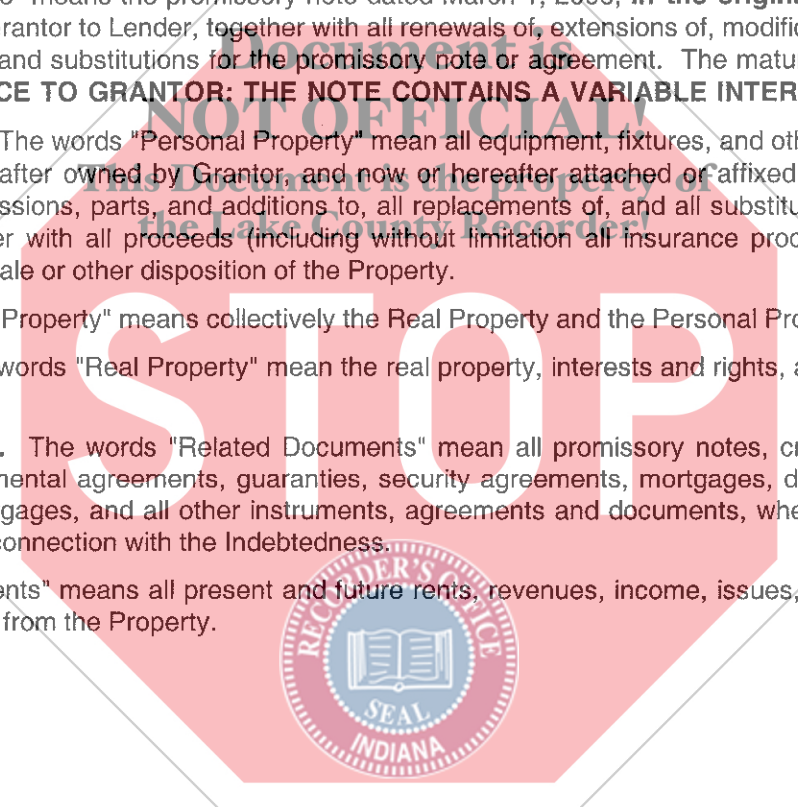 means the promissory note dated March 1,
rantor to Lender, together with all renewals of, extensions of, modific
and substitutions for the promissory note or agreement. The matu
CE TO GRANTOR: THE NOTE CONTAINS A VARIABLE INTER
The words "Personal Property" mean all equipment, fixtures, and oth
after owned by Grantor, and now or hereafter attached or affixed
ssions, parts, and additions to, all replacements of, and all substitu
er with all proceeds (including without limitation all insurance proc
ale or other disposition of the Property.
Property" means collectively the Real Property and the Personal Pro
words "Real Property" mean the real property, interests and rights, a
. The words "Related Documents" mean all promissory notes, cr
mental agreements, guaranties, security agreements, mortgages, d
gages, and all other instruments, agreements and documents, whe
connection with the Indebtedness.
ents" means all present and future rents, revenues, income, issues,
from the Property.
Document is
NOT OFFICIAL!
This Document is the property of
the Lake County Recorder!
STOP
RECORDER'S OFFICE
SEAL
INDIANA